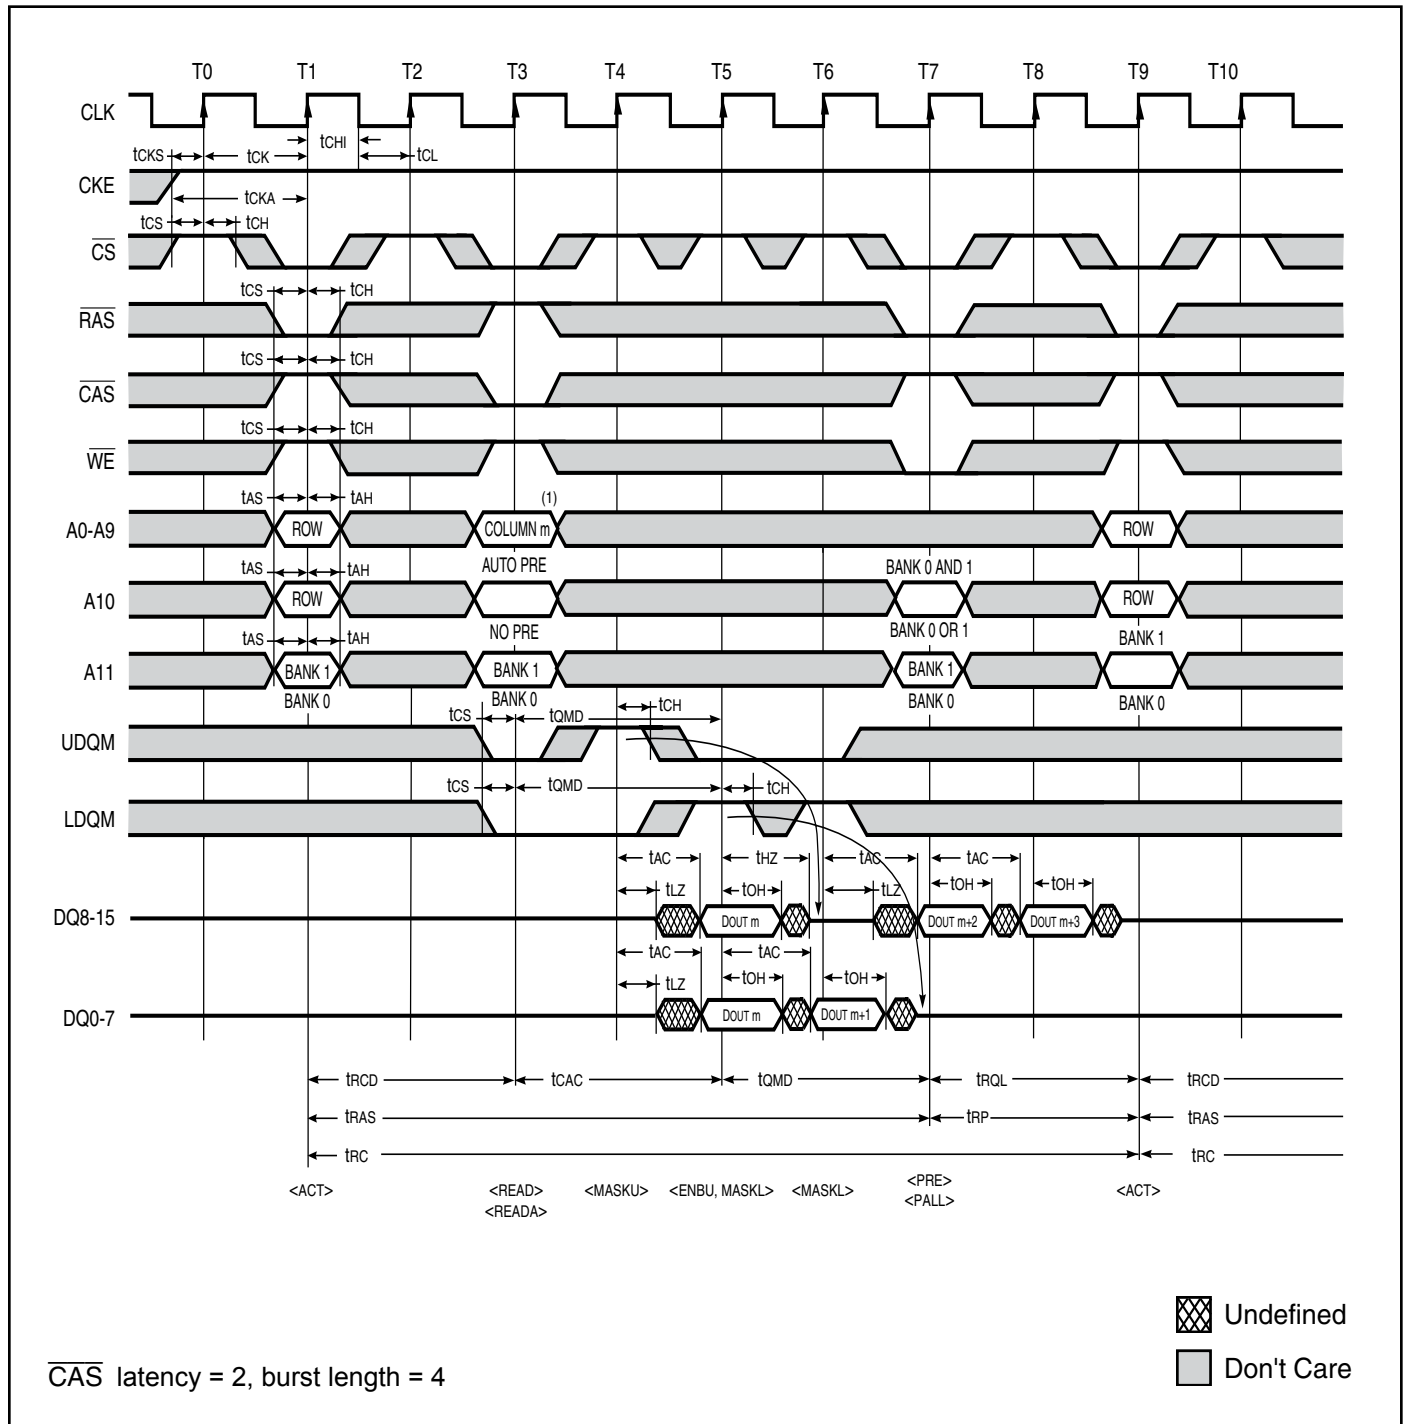 T0 T1 T2 T3 T4 T5 T6 T7 T8 T9 T10
CLK
tCHI
tCKS tCK tCL
CKE
tCKA
tCS tCH
CS
tCS tCH
RAS
tCS tCH
CAS
tCS tCH
WE
tAS tAH (1)
A0-A9 ROW COLUMN m ROW
tAS tAH AUTO PRE BANK 0 AND 1
A10 ROW ROW
tAS tAH NO PRE BANK 0 OR 1 BANK 1
A11 BANK 1 BANK 1 BANK 1
BANK 0 BANK 0 BANK 0 BANK 0
tCS tQMD tCH
UDQM
tCS tQMD tCH
LDQM
tAC tHZ tAC tAC
tLZ tOH tLZ tOH tOH
DQ8-15 DOUT m DOUT m+2 DOUT m+3
tAC tAC
tLZ tOH tOH
DQ0-7 DOUT m DOUT m+1
tRCD tCAC tQMD tRQL tRCD
tRAS tRP tRAS
tRC tRC
<ACT> <READ> <MASKU> <ENBU, MASKL> <MASKL> <PRE> <ACT>
<READA> <PALL>
Undefined
Don't Care
CAS latency = 2, burst length = 4